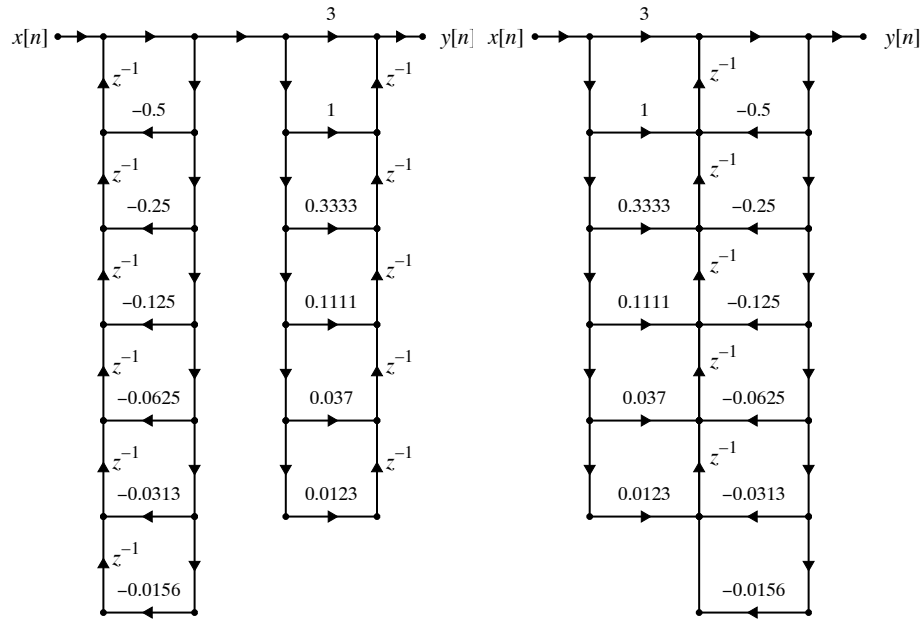 3 3
x[n] y[n] x[n] y[n]
z⁻¹ z⁻¹ z⁻¹
−0.5 1 1 −0.5
z⁻¹ z⁻¹ z⁻¹
−0.25 0.3333 0.3333 −0.25
z⁻¹ z⁻¹ z⁻¹
−0.125 0.1111 0.1111 −0.125
z⁻¹ z⁻¹ z⁻¹
−0.0625 0.037 0.037 −0.0625
z⁻¹ z⁻¹ z⁻¹
−0.0313 0.0123 0.0123 −0.0313
z⁻¹
−0.0156 −0.0156